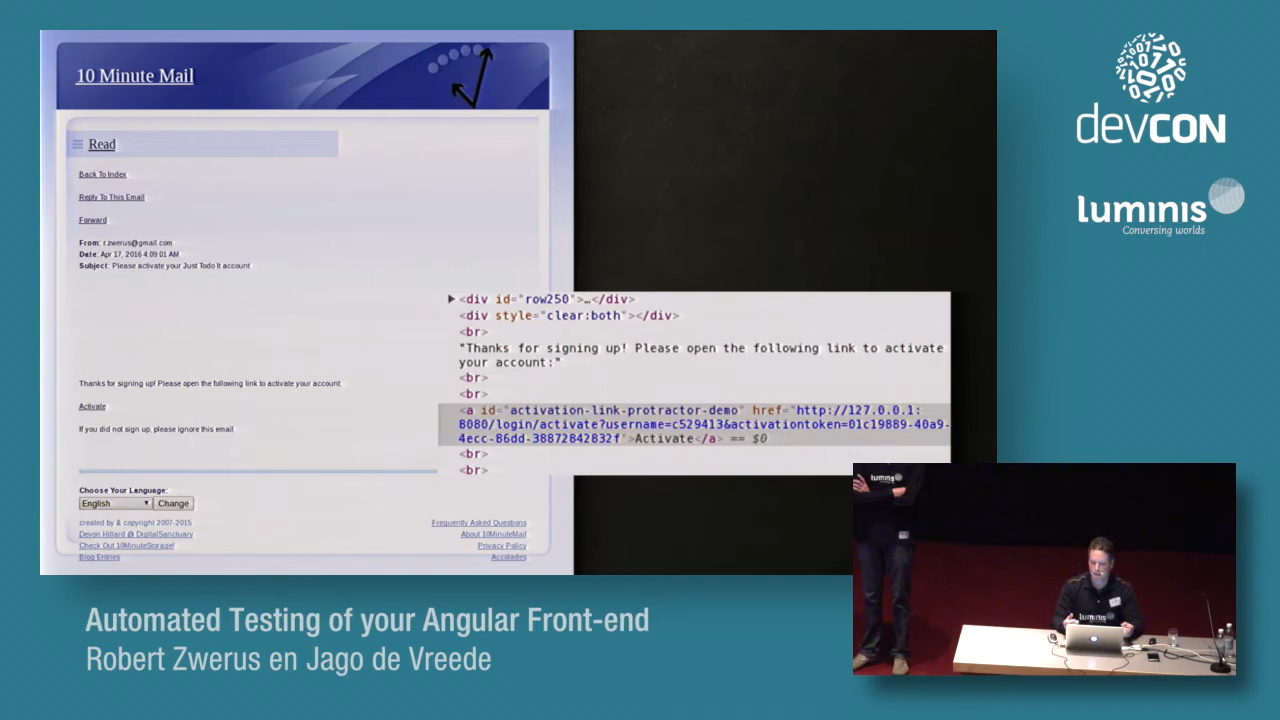 10 Minute Mail
Read
Back To Index
Reply To This Email
Forward
From: r.zwerus@gmail.com
Date: Apr 17, 2016 4:09:01 AM
Subject: Please activate your Just Todo It account
Thanks for signing up! Please open the following link to activate your account:
Activate
If you did not sign up, please ignore this email.
Choose Your Language:
English Change
created by & copyright 2007-2015
Devon Hillard @ DigitalSanctuary
Check Out 10MinuteStorage!
Blog Entries
Frequently Asked Questions
About 10MinuteMail
Privacy Policy
Accolades
<div id="row250">…</div>
<div style="clear:both"></div>
<br>
"Thanks for signing up! Please open the following link to activate
your account:"
<br>
<br>
<a id="activation-link-protractor-demo" href="http://127.0.0.1:
8080/login/activate?username=c529413&activationtoken=01c19889-40a9-
4ecc-86dd-38872842832f">Activate</a> == $0
<br>
<br>
devcon
luminis
Conversing worlds
luminis
luminis
Automated Testing of your Angular Front-end
Robert Zwerus en Jago de Vreede